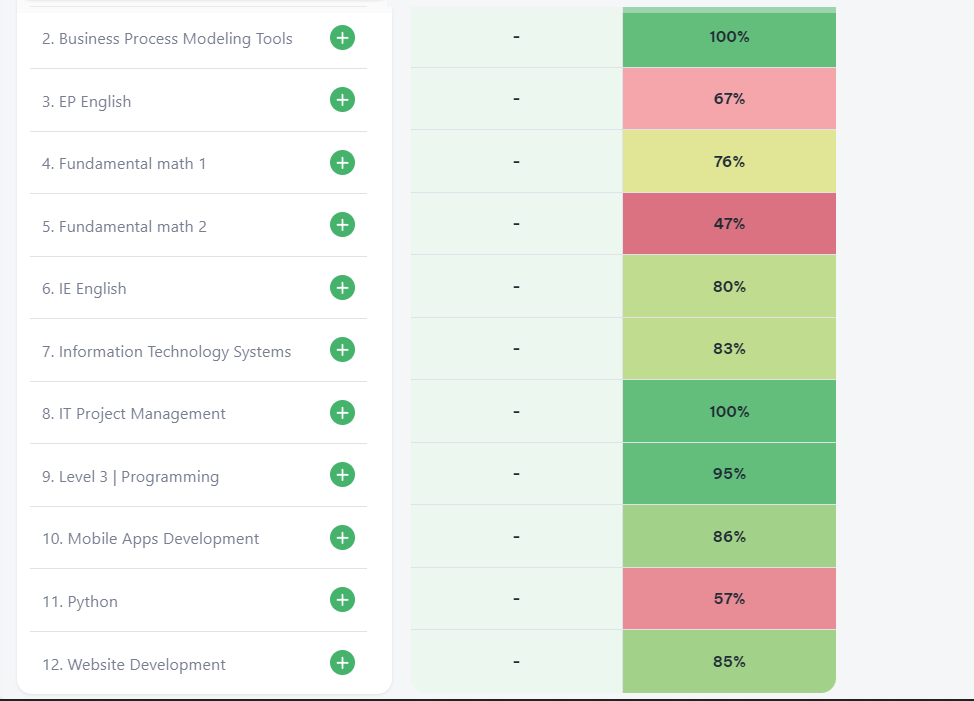 2. Business Process Modeling Tools - 100%
3. EP English - 67%
4. Fundamental math 1 - 76%
5. Fundamental math 2 - 47%
6. IE English - 80%
7. Information Technology Systems - 83%
8. IT Project Management - 100%
9. Level 3 | Programming - 95%
10. Mobile Apps Development - 86%
11. Python - 57%
12. Website Development - 85%